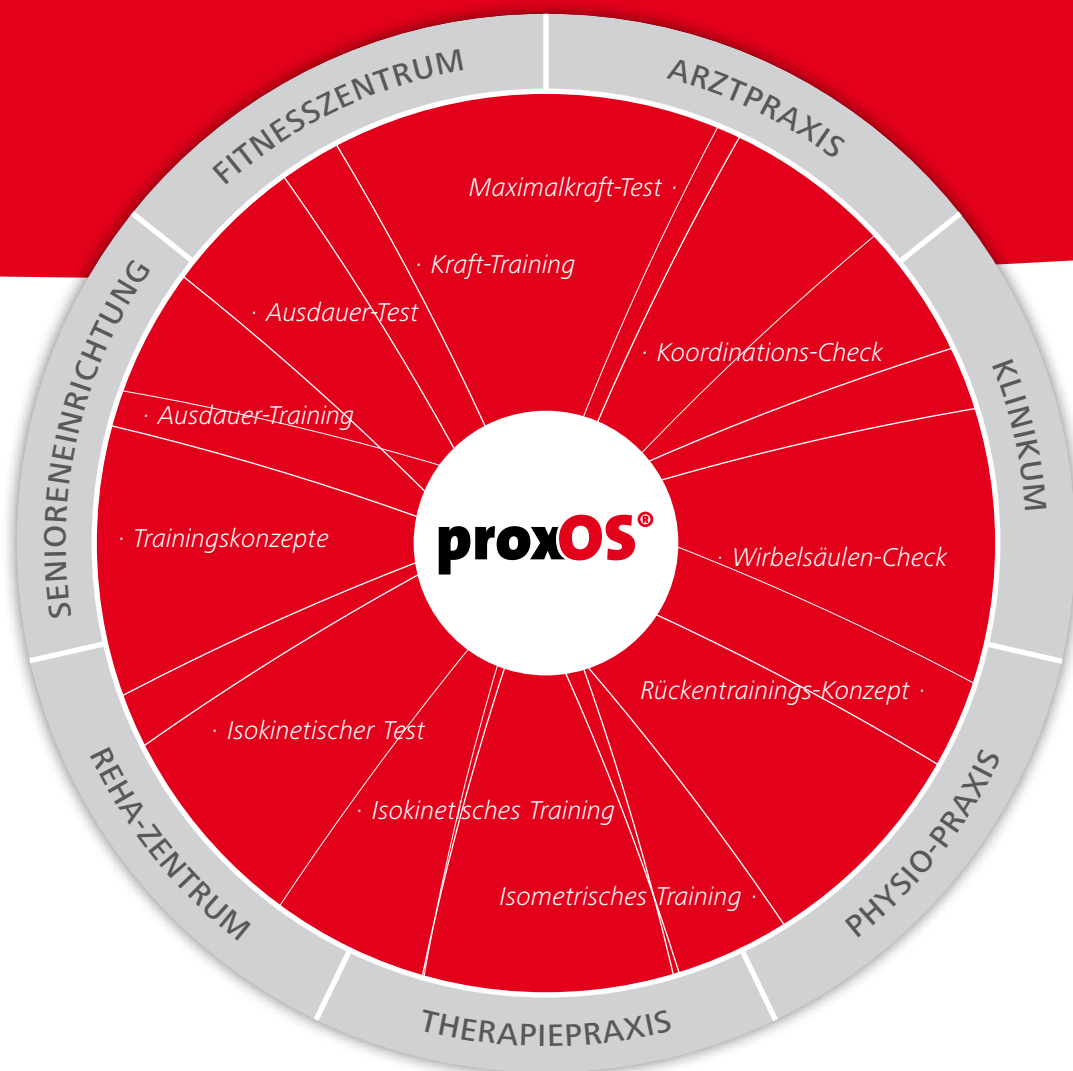 FITNESSZENTRUM
ARZTPRAXIS
KLINIKUM
PHYSIO-PRAXIS
THERAPIEPRAXIS
REHA-ZENTRUM
SENIOREneinrichtung
Maximalkraft-Test ·
· Kraft-Training
· Ausdauer-Test
· Koordinations-Check
· Ausdauer-Training
· Trainingskonzepte
proxOS®
· Wirbelsäulen-Check
Rückentrainings-Konzept ·
· Isokinetischer Test
· Isokinetisches Training
Isometrisches Training ·